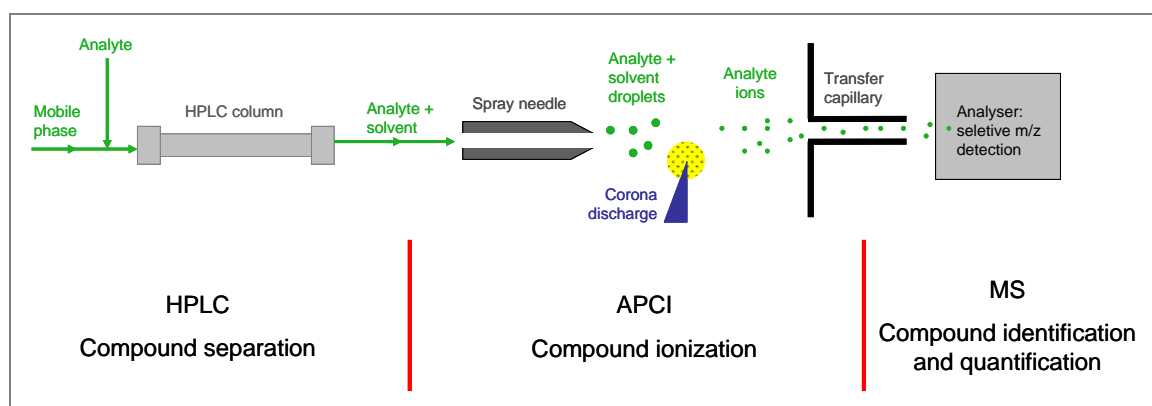 Analyte
Mobile
phase
HPLC column
Analyte +
solvent
Spray needle
Analyte +
solvent
droplets
Corona
discharge
Analyte
ions
Transfer
capillary
Analyser:
seletive m/z
detection
HPLC
Compound separation
APCI
Compound ionization
MS
Compound identification
and quantification